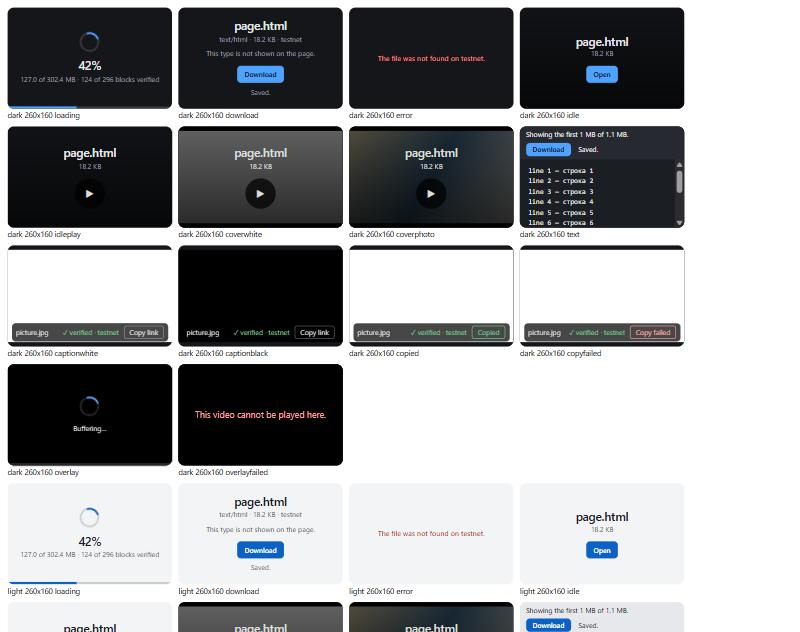 42%
127.0 of 302.4 MB · 124 of 296 blocks verified
dark 260x160 loading
page.html
text/html · 18.2 KB · testnet
This type is not shown on the page.
Download
Saved.
dark 260x160 download
The file was not found on testnet.
dark 260x160 error
page.html
18.2 KB
Open
dark 260x160 idle
page.html
18.2 KB
dark 260x160 idleplay
page.html
18.2 KB
dark 260x160 coverwhite
page.html
18.2 KB
dark 260x160 coverphoto
Showing the first 1 MB of 1.1 MB.
Download Saved.
line 1 — строка 1
line 2 — строка 2
line 3 — строка 3
line 4 — строка 4
line 5 — строка 5
line 6 — строка 6
dark 260x160 text
picture.jpg ✓ verified · testnet Copy link
dark 260x160 captionwhite
picture.jpg ✓ verified · testnet Copy link
dark 260x160 captionblack
picture.jpg ✓ verified · testnet Copied
dark 260x160 copied
picture.jpg ✓ verified · testnet Copy failed
dark 260x160 copyfailed
Buffering...
dark 260x160 overlay
This video cannot be played here.
dark 260x160 overlayfailed
42%
127.0 of 302.4 MB · 124 of 296 blocks verified
light 260x160 loading
page.html
text/html · 18.2 KB · testnet
This type is not shown on the page.
Download
Saved.
light 260x160 download
The file was not found on testnet.
light 260x160 error
page.html
18.2 KB
Open
light 260x160 idle
page.html
page.html
page.html
Showing the first 1 MB of 1.1 MB.
Download Saved.